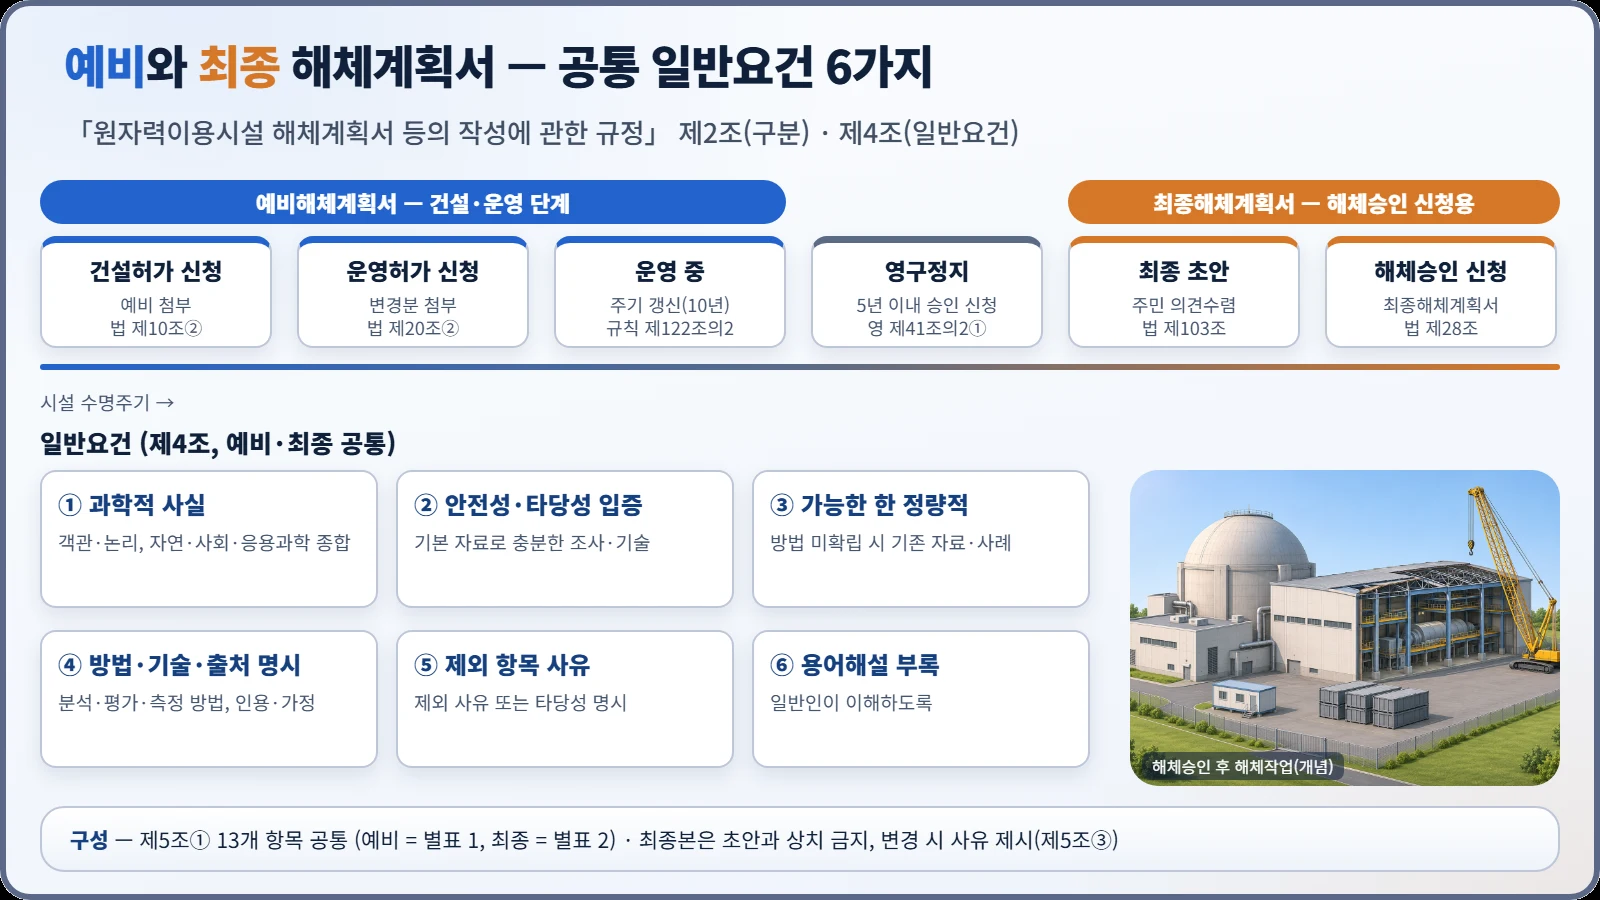 예비와 최종 해체계획서 — 공통 일반요건 6가지
「원자력이용시설 해체계획서 등의 작성에 관한 규정」 제2조(구분) · 제4조(일반요건)
예비해체계획서 — 건설·운영 단계
최종해체계획서 — 해체승인 신청용
건설허가 신청
예비 첨부
법 제10조②
운영허가 신청
변경분 첨부
법 제20조②
운영 중
주기 갱신(10년)
규칙 제122조의2
영구정지
5년 이내 승인 신청
영 제41조의2①
최종 초안
주민 의견수렴
법 제103조
해체승인 신청
최종해체계획서
법 제28조
시설 수명주기 →
일반요건 (제4조, 예비·최종 공통)
① 과학적 사실
객관·논리, 자연·사회·응용과학 종합
② 안전성·타당성 입증
기본 자료로 충분한 조사·기술
③ 가능한 한 정량적
방법 미확립 시 기존 자료·사례
④ 방법·기술·출처 명시
분석·평가·측정 방법, 인용·가정
⑤ 제외 항목 사유
제외 사유 또는 타당성 명시
⑥ 용어해설 부록
일반인이 이해하도록
해체승인 후 해체작업(개념)
구성 — 제5조① 13개 항목 공통 (예비 = 별표 1, 최종 = 별표 2) · 최종본은 초안과 상치 금지, 변경 시 사유 제시(제5조③)